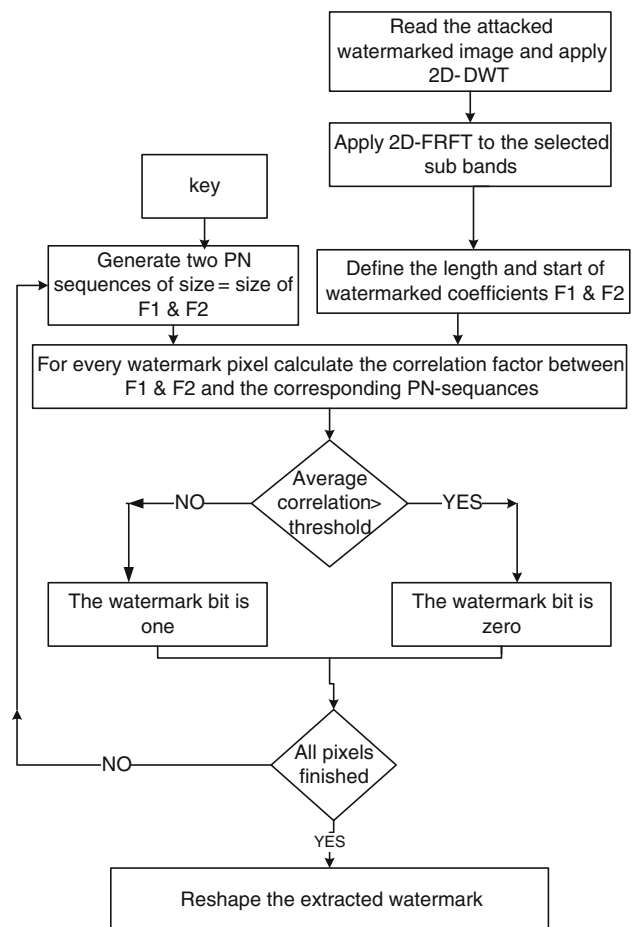 Read the attacked
watermarked image and apply
2D-DWT
Apply 2D-FRFT to the selected
sub bands
key
Generate two PN
sequences of size = size of
F1 & F2
Define the length and start of
watermarked coefficients F1 & F2
For every watermark pixel calculate the correlation factor between
F1 & F2 and the corresponding PN-sequances
Average
correlation>
threshold
NO
YES
The watermark bit is
one
The watermark bit is
zero
All pixels
finished
NO
YES
Reshape the extracted watermark